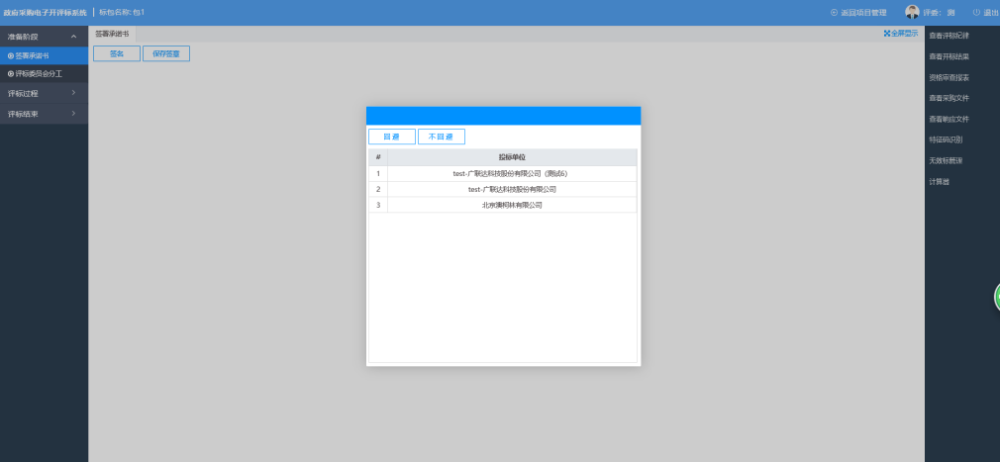 政府采购电子开评标系统 标包名称:包1 返回项目管理 评委: 测 退出
准备阶段
签署承诺书
评标委员会分工
评标过程
评标结束
签署承诺书 全屏显示
签名 保存签章
回避 不回避
# 投标单位
1 test-广联达科技股份有限公司（测试6）
2 test-广联达科技股份有限公司
3 北京澳柯林有限公司
查看评标纪律
查看开标结果
资格审查报表
查看采购文件
查看响应文件
特征码识别
无效标管理
计算器